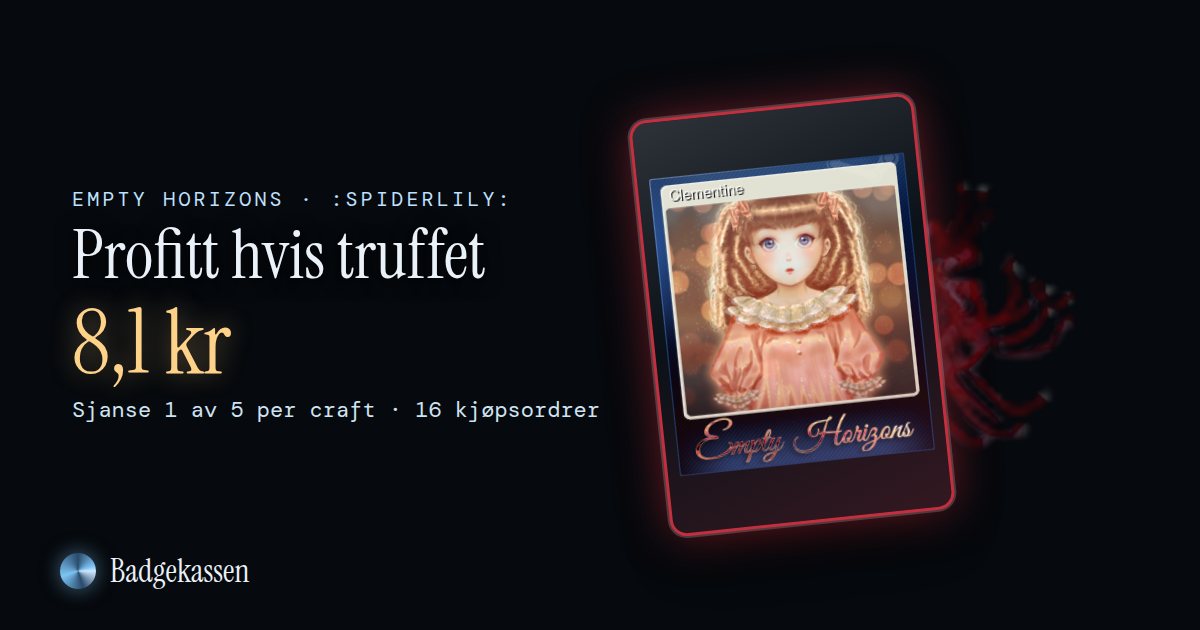 EMPTY HORIZONS · :SPIDERLILY:
Profitt hvis truffet
8,1 kr
Sjanse 1 av 5 per craft · 16 kjøpsordrer
Clementine
Empty Horizons
Badgekassen